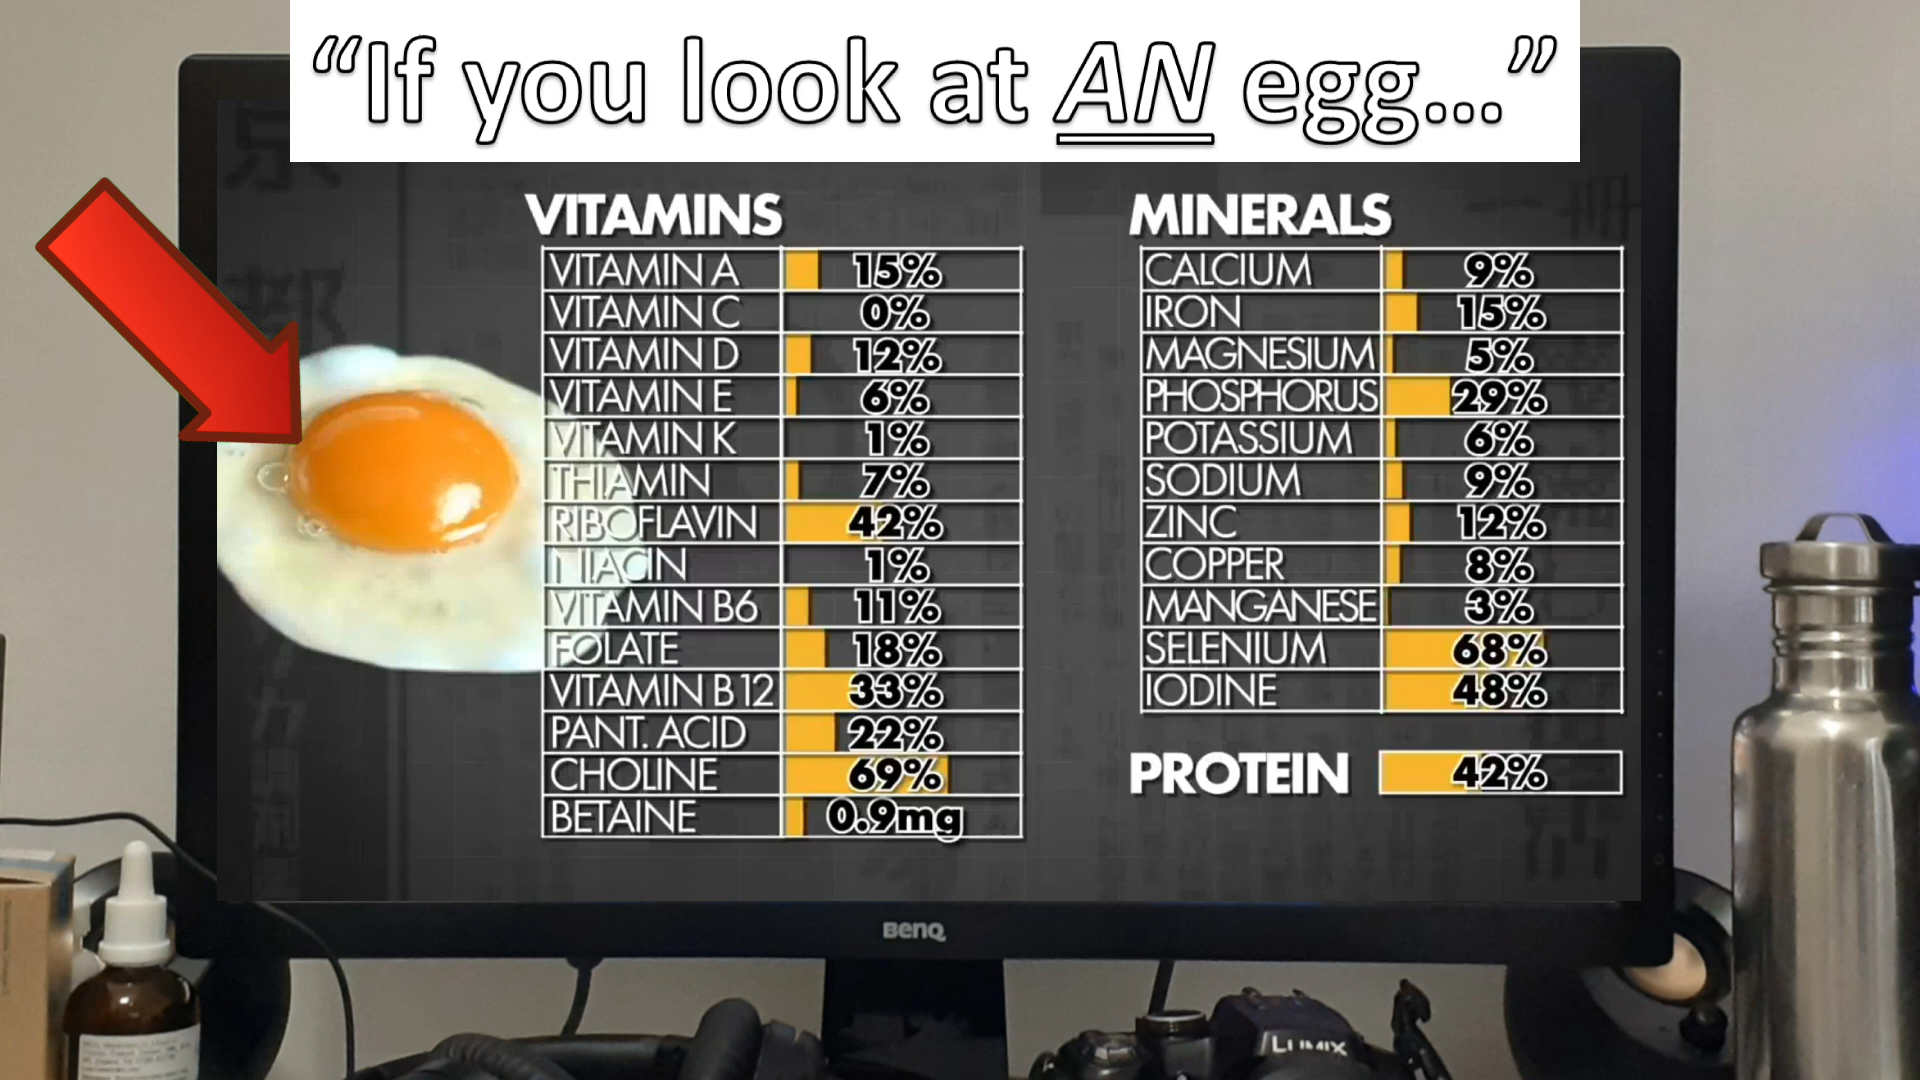 “If you look at AN egg...”
VITAMINS
VITAMIN A 15%
VITAMIN C 0%
VITAMIN D 12%
VITAMIN E 6%
VITAMIN K 1%
THIAMIN 7%
RIBOFLAVIN 42%
NIACIN 1%
VITAMIN B6 11%
FOLATE 18%
VITAMIN B12 33%
PANT. ACID 22%
CHOLINE 69%
BETAINE 0.9mg
MINERALS
CALCIUM 9%
IRON 15%
MAGNESIUM 5%
PHOSPHORUS 29%
POTASSIUM 6%
SODIUM 9%
ZINC 12%
COPPER 8%
MANGANESE 3%
SELENIUM 68%
IODINE 48%
PROTEIN 42%
BenQ
LUMIX